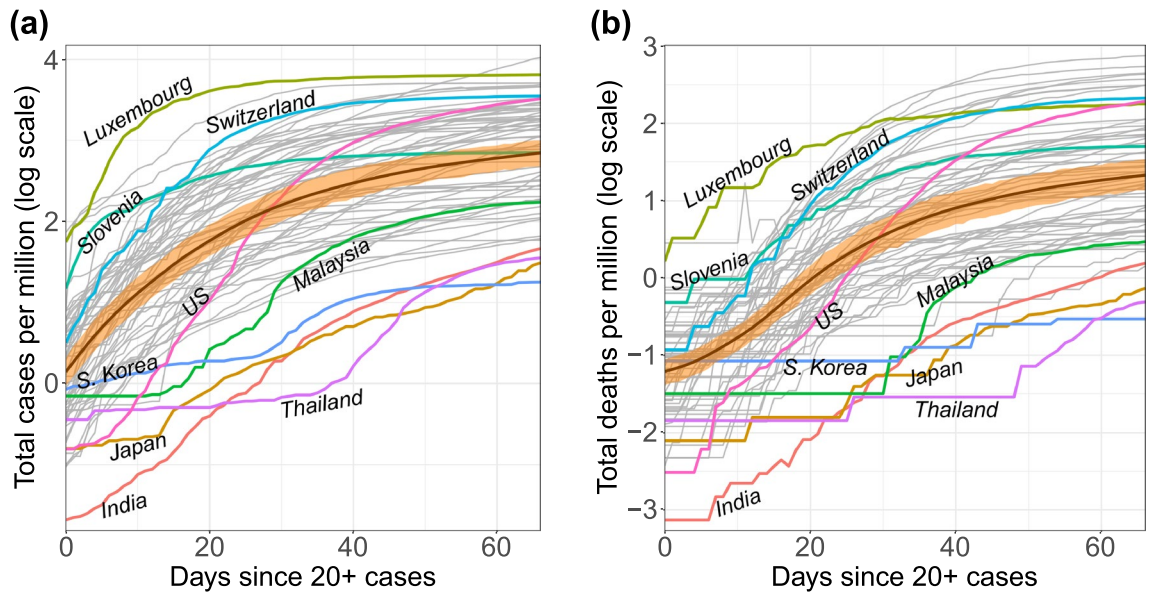 (a)
Total cases per million (log scale)
4
2
0
Luxembourg
Switzerland
Slovenia
US
Malaysia
S. Korea
Thailand
Japan
India
0 20 40 60
Days since 20+ cases
(b)
Total deaths per million (log scale)
3
2
1
0
−1
−2
−3
Luxembourg
Switzerland
Slovenia
Malaysia
US
S. Korea
Japan
Thailand
India
0 20 40 60
Days since 20+ cases